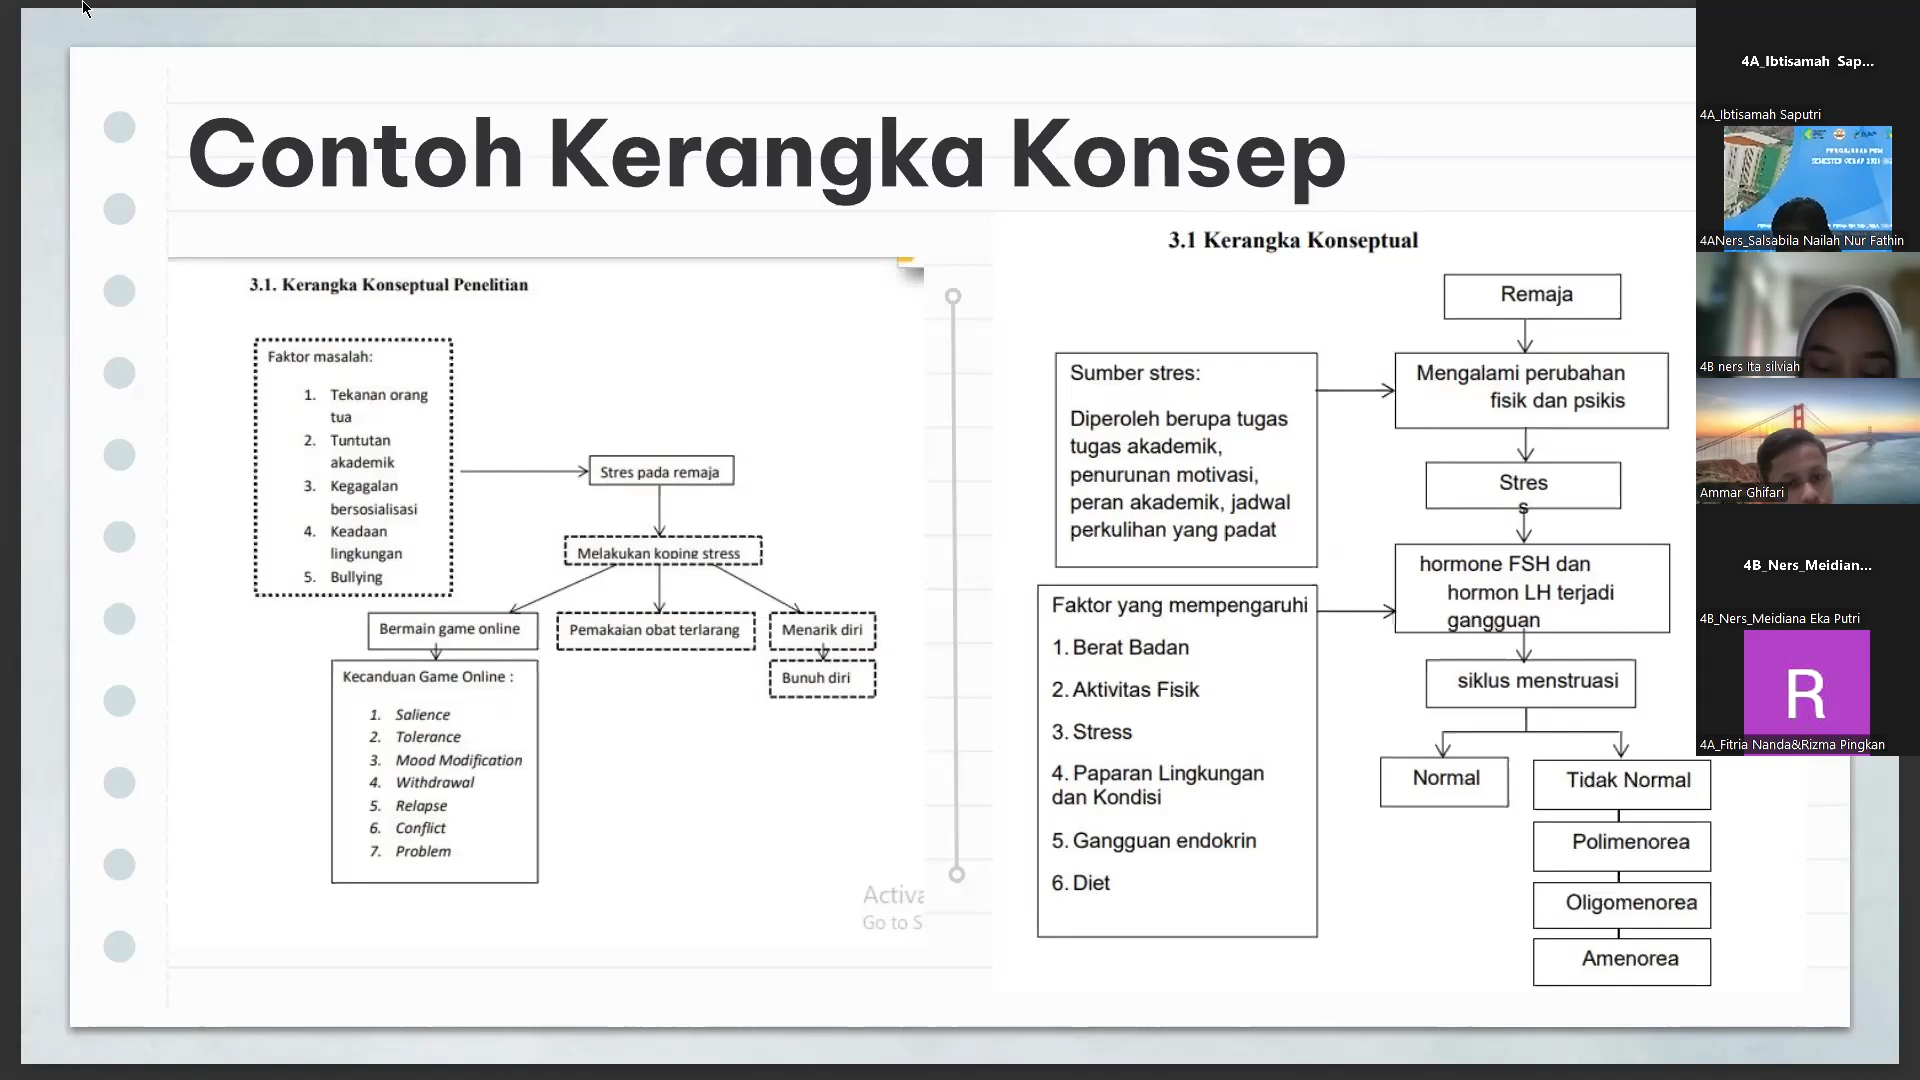 Contoh Kerangka Konsep
3.1. Kerangka Konseptual Penelitian
Faktor masalah:
1. Tekanan orang
tua
2. Tuntutan
akademik
3. Kegagalan
bersosialisasi
4. Keadaan
lingkungan
5. Bullying
Stres pada remaja
Melakukan koping stress
Bermain game online
Pemakaian obat terlarang
Menarik diri
Bunuh diri
Kecanduan Game Online :
1. Salience
2. Tolerance
3. Mood Modification
4. Withdrawal
5. Relapse
6. Conflict
7. Problem
Activa
Go to S
3.1 Kerangka Konseptual
Remaja
Sumber stres:
Diperoleh berupa tugas
tugas akademik,
penurunan motivasi,
peran akademik, jadwal
perkulihan yang padat
Mengalami perubahan
fisik dan psikis
Stres
s
hormone FSH dan
hormon LH terjadi
gangguan
Faktor yang mempengaruhi
1. Berat Badan
2. Aktivitas Fisik
3. Stress
4. Paparan Lingkungan
dan Kondisi
5. Gangguan endokrin
6. Diet
siklus menstruasi
Normal
Tidak Normal
Polimenorea
Oligomenorea
Amenorea
4A_Ibtisamah Sap...
4A_Ibtisamah Saputri
4ANers_Salsabila Nailah Nur Fathin
4B ners Ita silviah
Ammar Ghifari
4B_Ners_Meidian...
4B_Ners_Meidiana Eka Putri
R
4A_Fitria Nanda&Rizma Pingkan